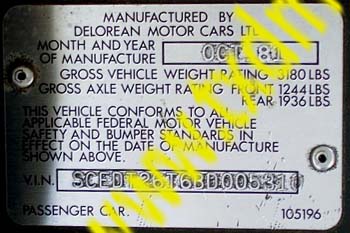 MANUFACTURED BY
DELOREAN MOTOR CARS LTD
MONTH AND YEAR
OF MANUFACTURE OCT 81
GROSS VEHICLE WEIGHT RATING 3180 LBS
GROSS AXLE WEIGHT RATING FRONT 1244 LBS
REAR 1936 LBS
THIS VEHICLE CONFORMS TO ALL
APPLICABLE FEDERAL MOTOR VEHICLE
SAFETY AND BUMPER STANDARDS IN
EFFECT ON THE DATE OF MANUFACTURE
SHOWN ABOVE.
V.I.N.
PASSENGER CAR. 105196